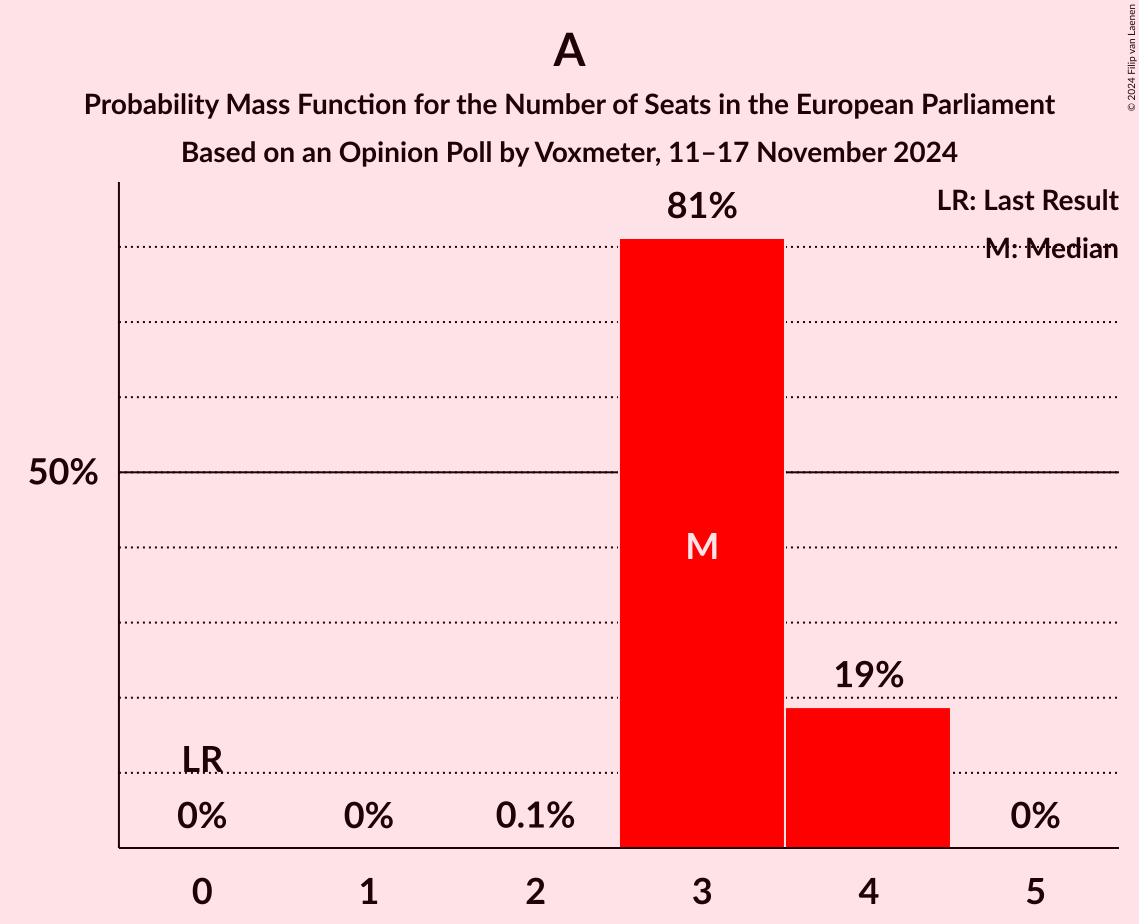 A
Probability Mass Function for the Number of Seats in the European Parliament
Based on an Opinion Poll by Voxmeter, 11–17 November 2024
© 2024 Filip van Laenen
LR: Last Result
M: Median
81%
50%
M
19%
LR
0%
0%
0.1%
0%
0 1 2 3 4 5